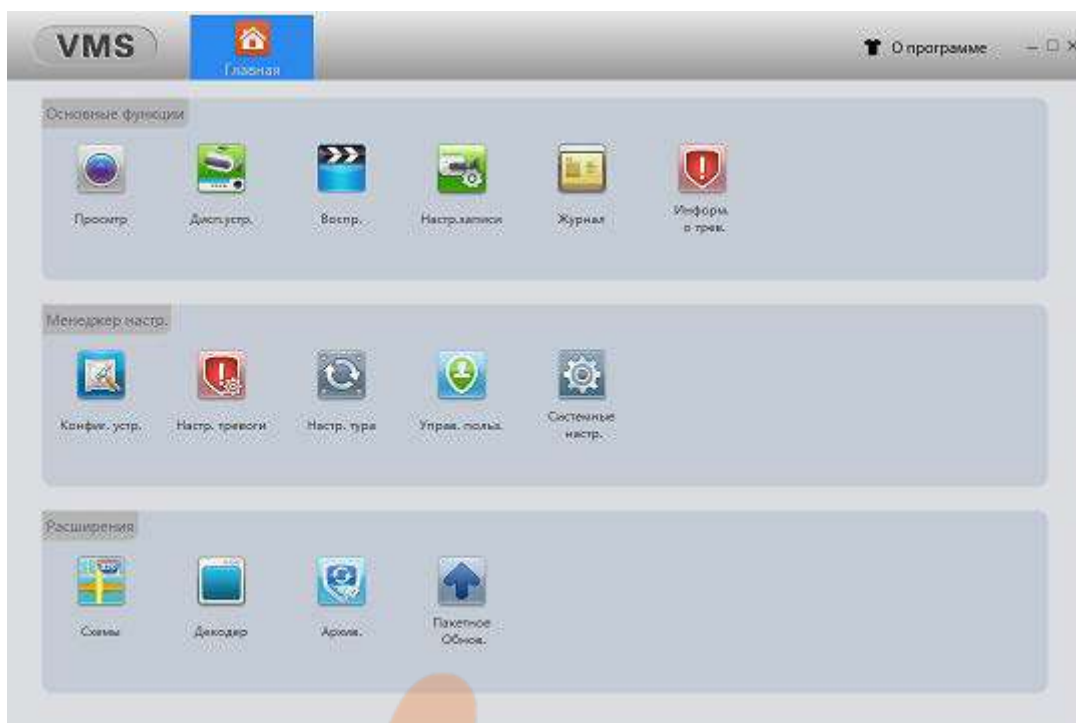 VMS
Главная
О программе
Основные функции
Просмтр
Дисп.устр.
Воспр.
Настр.записи
Журнал
Информ.
о трев.
Менеджер настр.
Конфиг. устр.
Настр. тревоги
Настр. тура
Управ. польз.
Системные
настр.
Расширения
Схемы
Декодер
Архив.
Пакетное
Обнов.